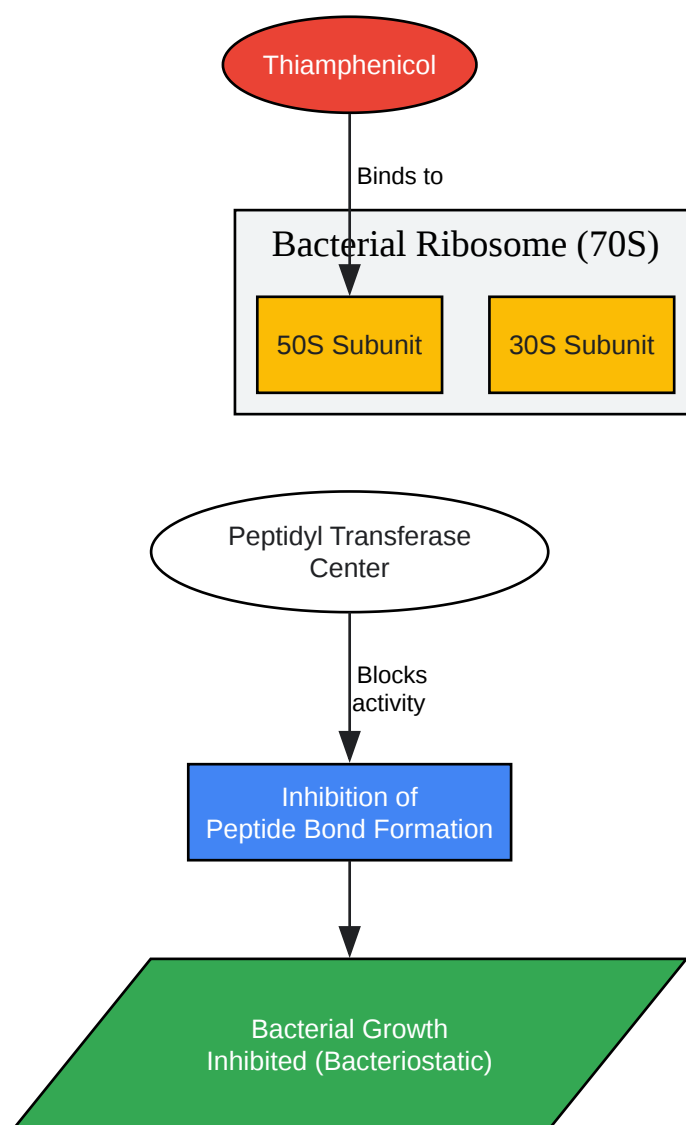 Thiamphenicol
Binds to
Bacterial Ribosome (70S)
50S Subunit
30S Subunit
Peptidyl Transferase
Center
Blocks
activity
Inhibition of
Peptide Bond Formation
Bacterial Growth
Inhibited (Bacteriostatic)